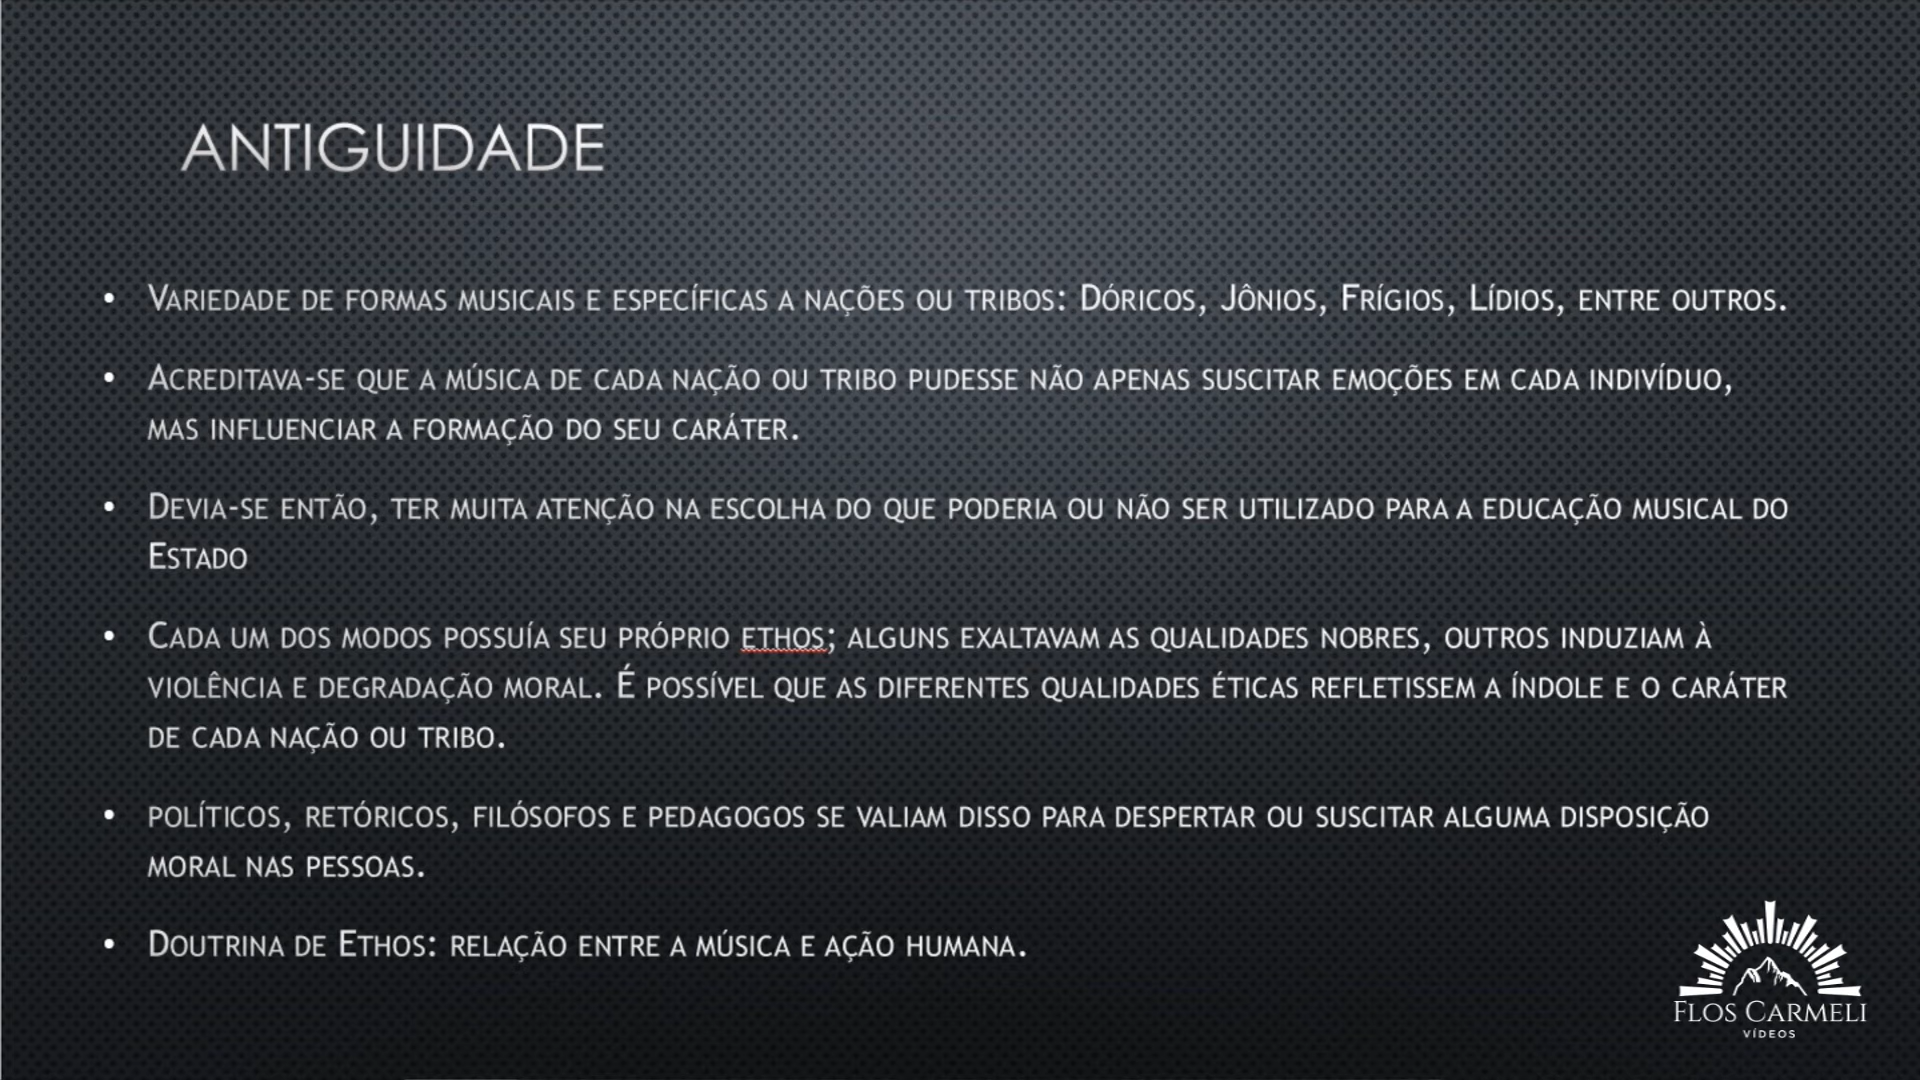 ANTIGUIDADE
• Variedade de formas musicais e específicas a nações ou tribos: Dóricos, Jônios, Frígios, Lídios, entre outros.
• Acreditava-se que a música de cada nação ou tribo pudesse não apenas suscitar emoções em cada indivíduo,
mas influenciar a formação do seu caráter.
• Devia-se então, ter muita atenção na escolha do que poderia ou não ser utilizado para a educação musical do
Estado
• Cada um dos modos possuía seu próprio ethos; alguns exaltavam as qualidades nobres, outros induziam à
violência e degradação moral. É possível que as diferentes qualidades éticas refletissem a índole e o caráter
de cada nação ou tribo.
• políticos, retóricos, filósofos e pedagogos se valiam disso para despertar ou suscitar alguma disposição
moral nas pessoas.
• Doutrina de Ethos: relação entre a música e ação humana.
Flos Carmeli
VÍDEOS